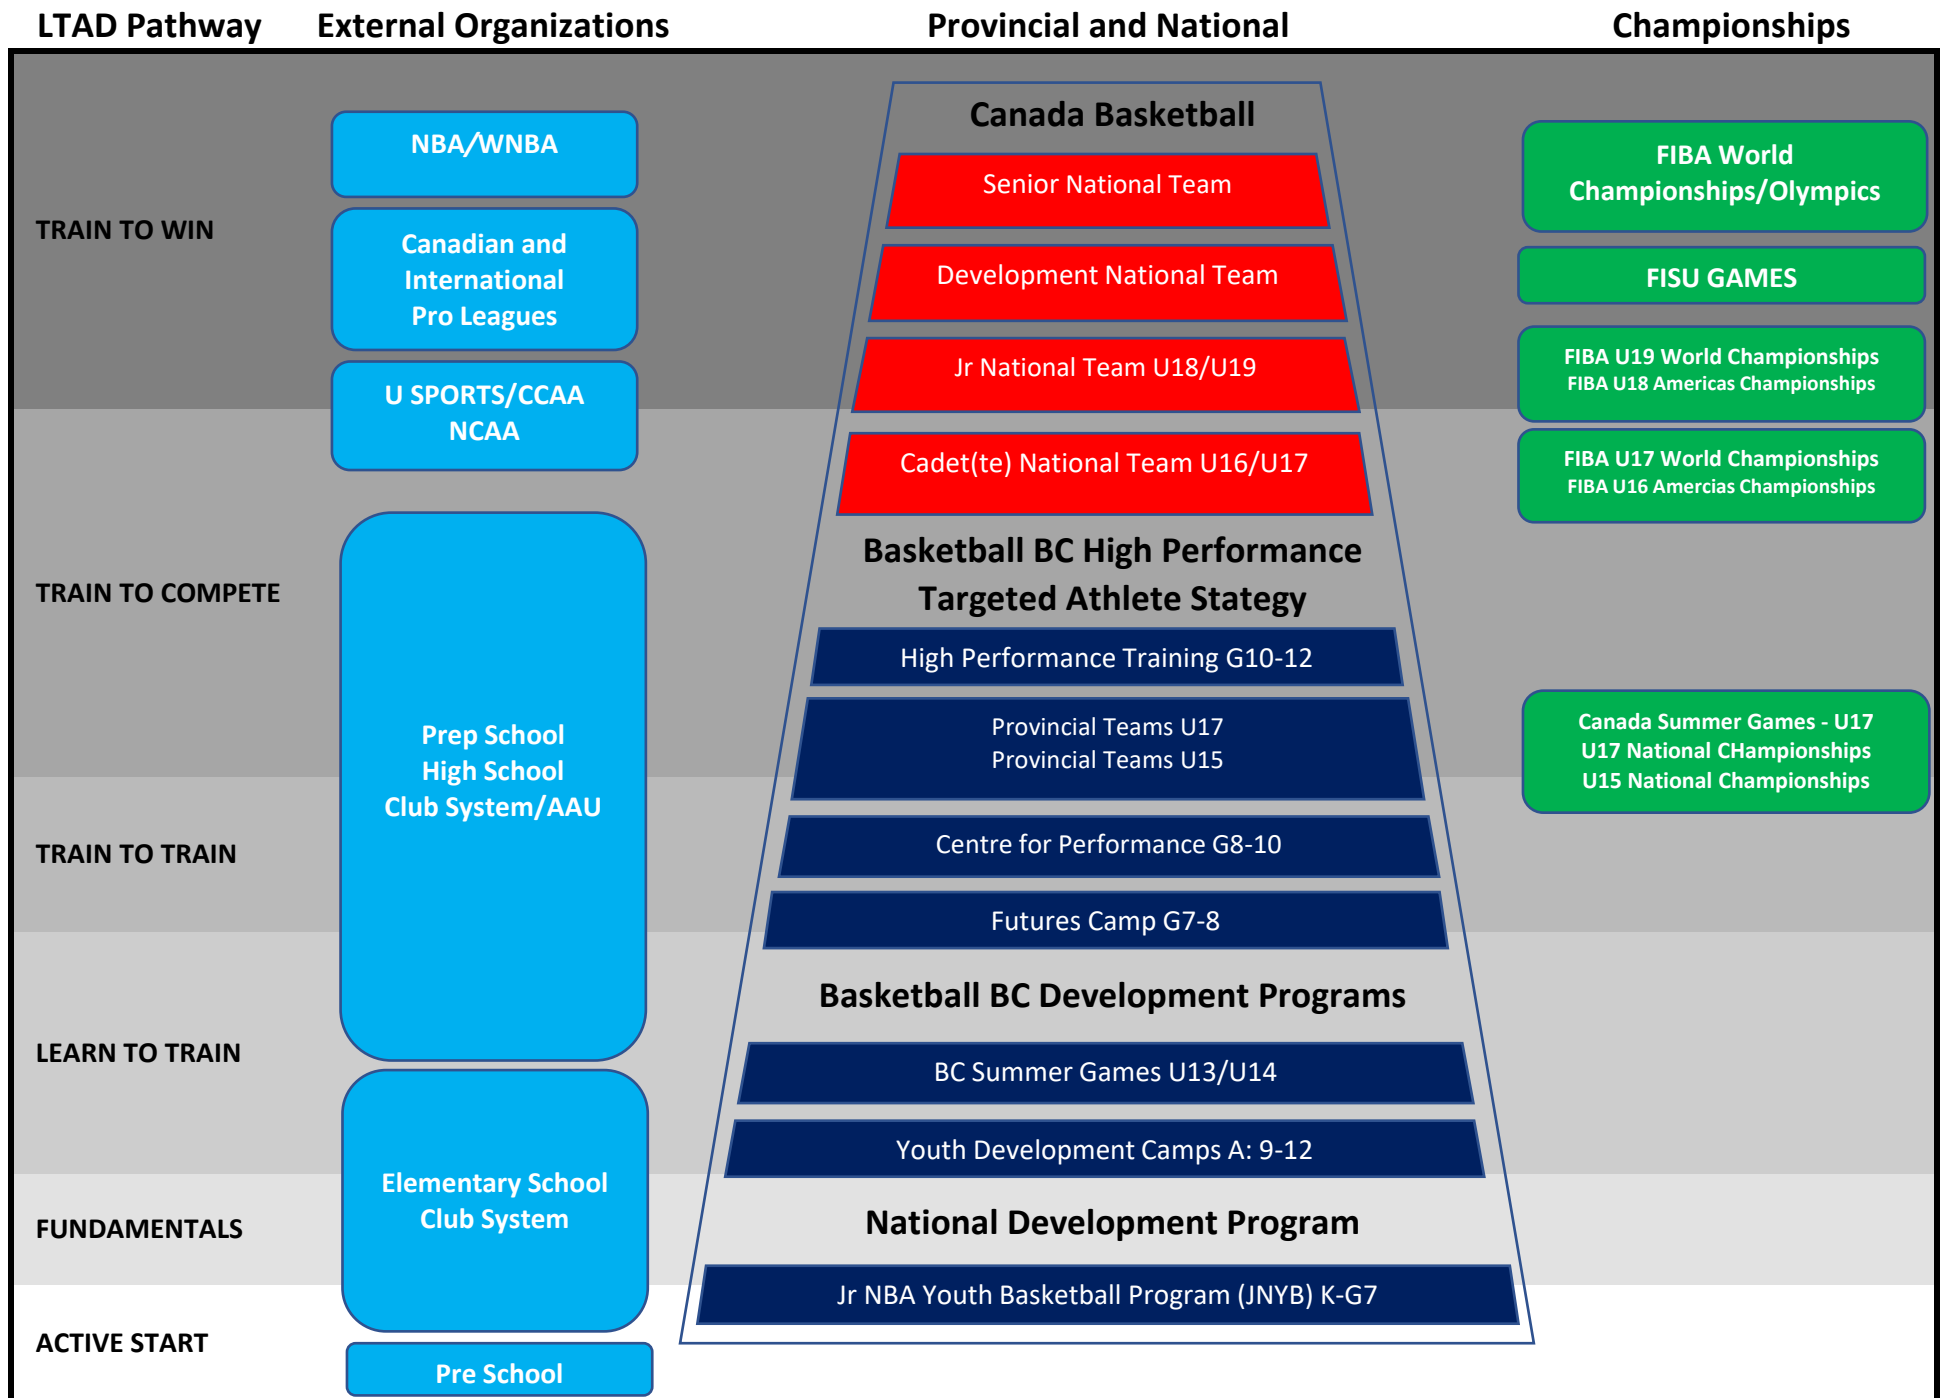 LTAD Pathway
External Organizations
Provincial and National
Championships
TRAIN TO WIN
TRAIN TO COMPETE
TRAIN TO TRAIN
LEARN TO TRAIN
FUNDAMENTALS
ACTIVE START
NBA/WNBA
Canadian and
International
Pro Leagues
U SPORTS/CCAA
NCAA
Prep School
High School
Club System/AAU
Elementary School
Club System
Pre School
Canada Basketball
Senior National Team
Development National Team
Jr National Team U18/U19
Cadet(te) National Team U16/U17
Basketball BC High Performance
Targeted Athlete Stategy
High Performance Training G10-12
Provincial Teams U17
Provincial Teams U15
Centre for Performance G8-10
Futures Camp G7-8
Basketball BC Development Programs
BC Summer Games U13/U14
Youth Development Camps A: 9-12
National Development Program
Jr NBA Youth Basketball Program (JNYB) K-G7
FIBA World
Championships/Olympics
FISU GAMES
FIBA U19 World Championships
FIBA U18 Americas Championships
FIBA U17 World Championships
FIBA U16 Amercias Championships
Canada Summer Games - U17
U17 National CHampionships
U15 National Championships